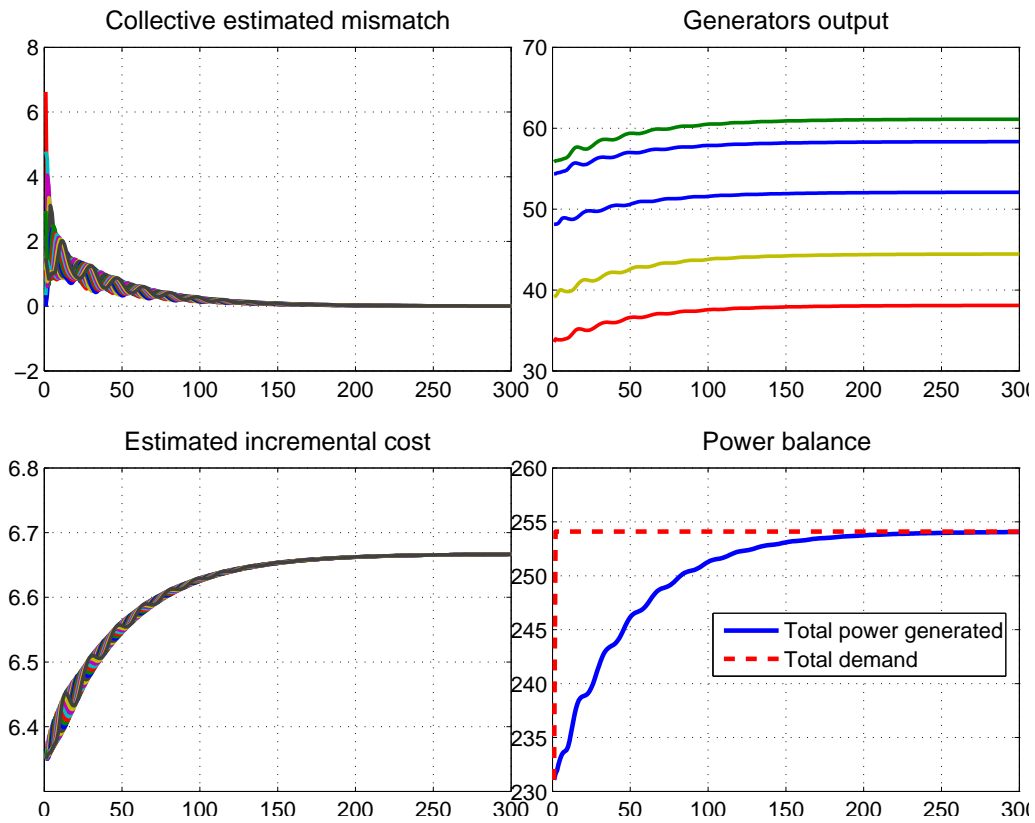 Collective estimated mismatch
8
6
4
2
0
−2
0 50 100 150 200 250 300
Generators output
70
60
50
40
30
0 50 100 150 200 250 300
Estimated incremental cost
6.8
6.7
6.6
6.5
6.4
0 50 100 150 200 250 300
Power balance
260
255
250
245
240
235
230
0 50 100 150 200 250 300
Total power generated
Total demand